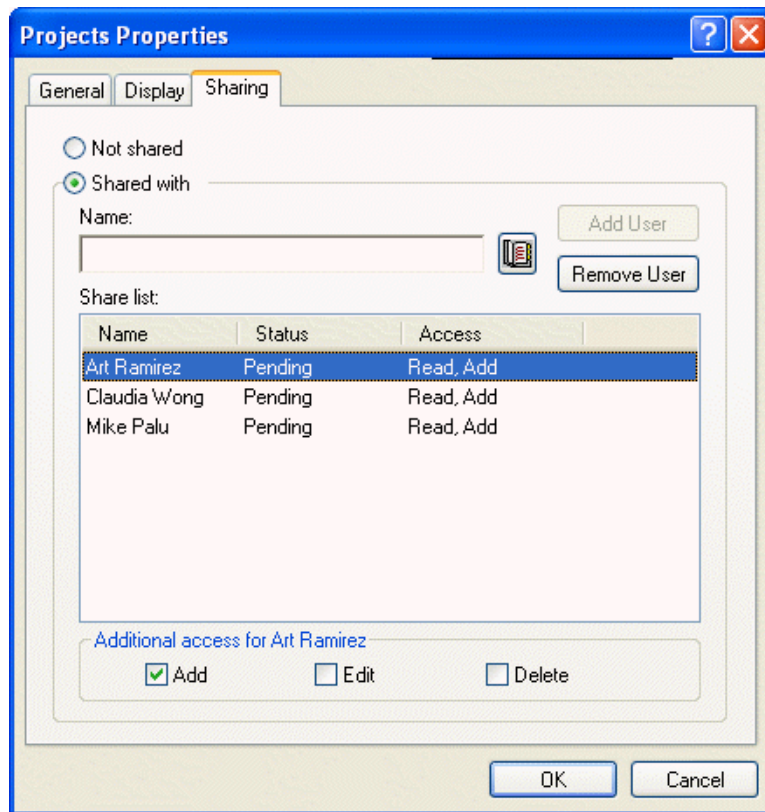 Projects Properties
General Display Sharing
Not shared
Shared with
Name:
Add User
Remove User
Share list:
Name Status Access
Art Ramirez Pending Read, Add
Claudia Wong Pending Read, Add
Mike Palu Pending Read, Add
Additional access for Art Ramirez
Add Edit Delete
OK Cancel